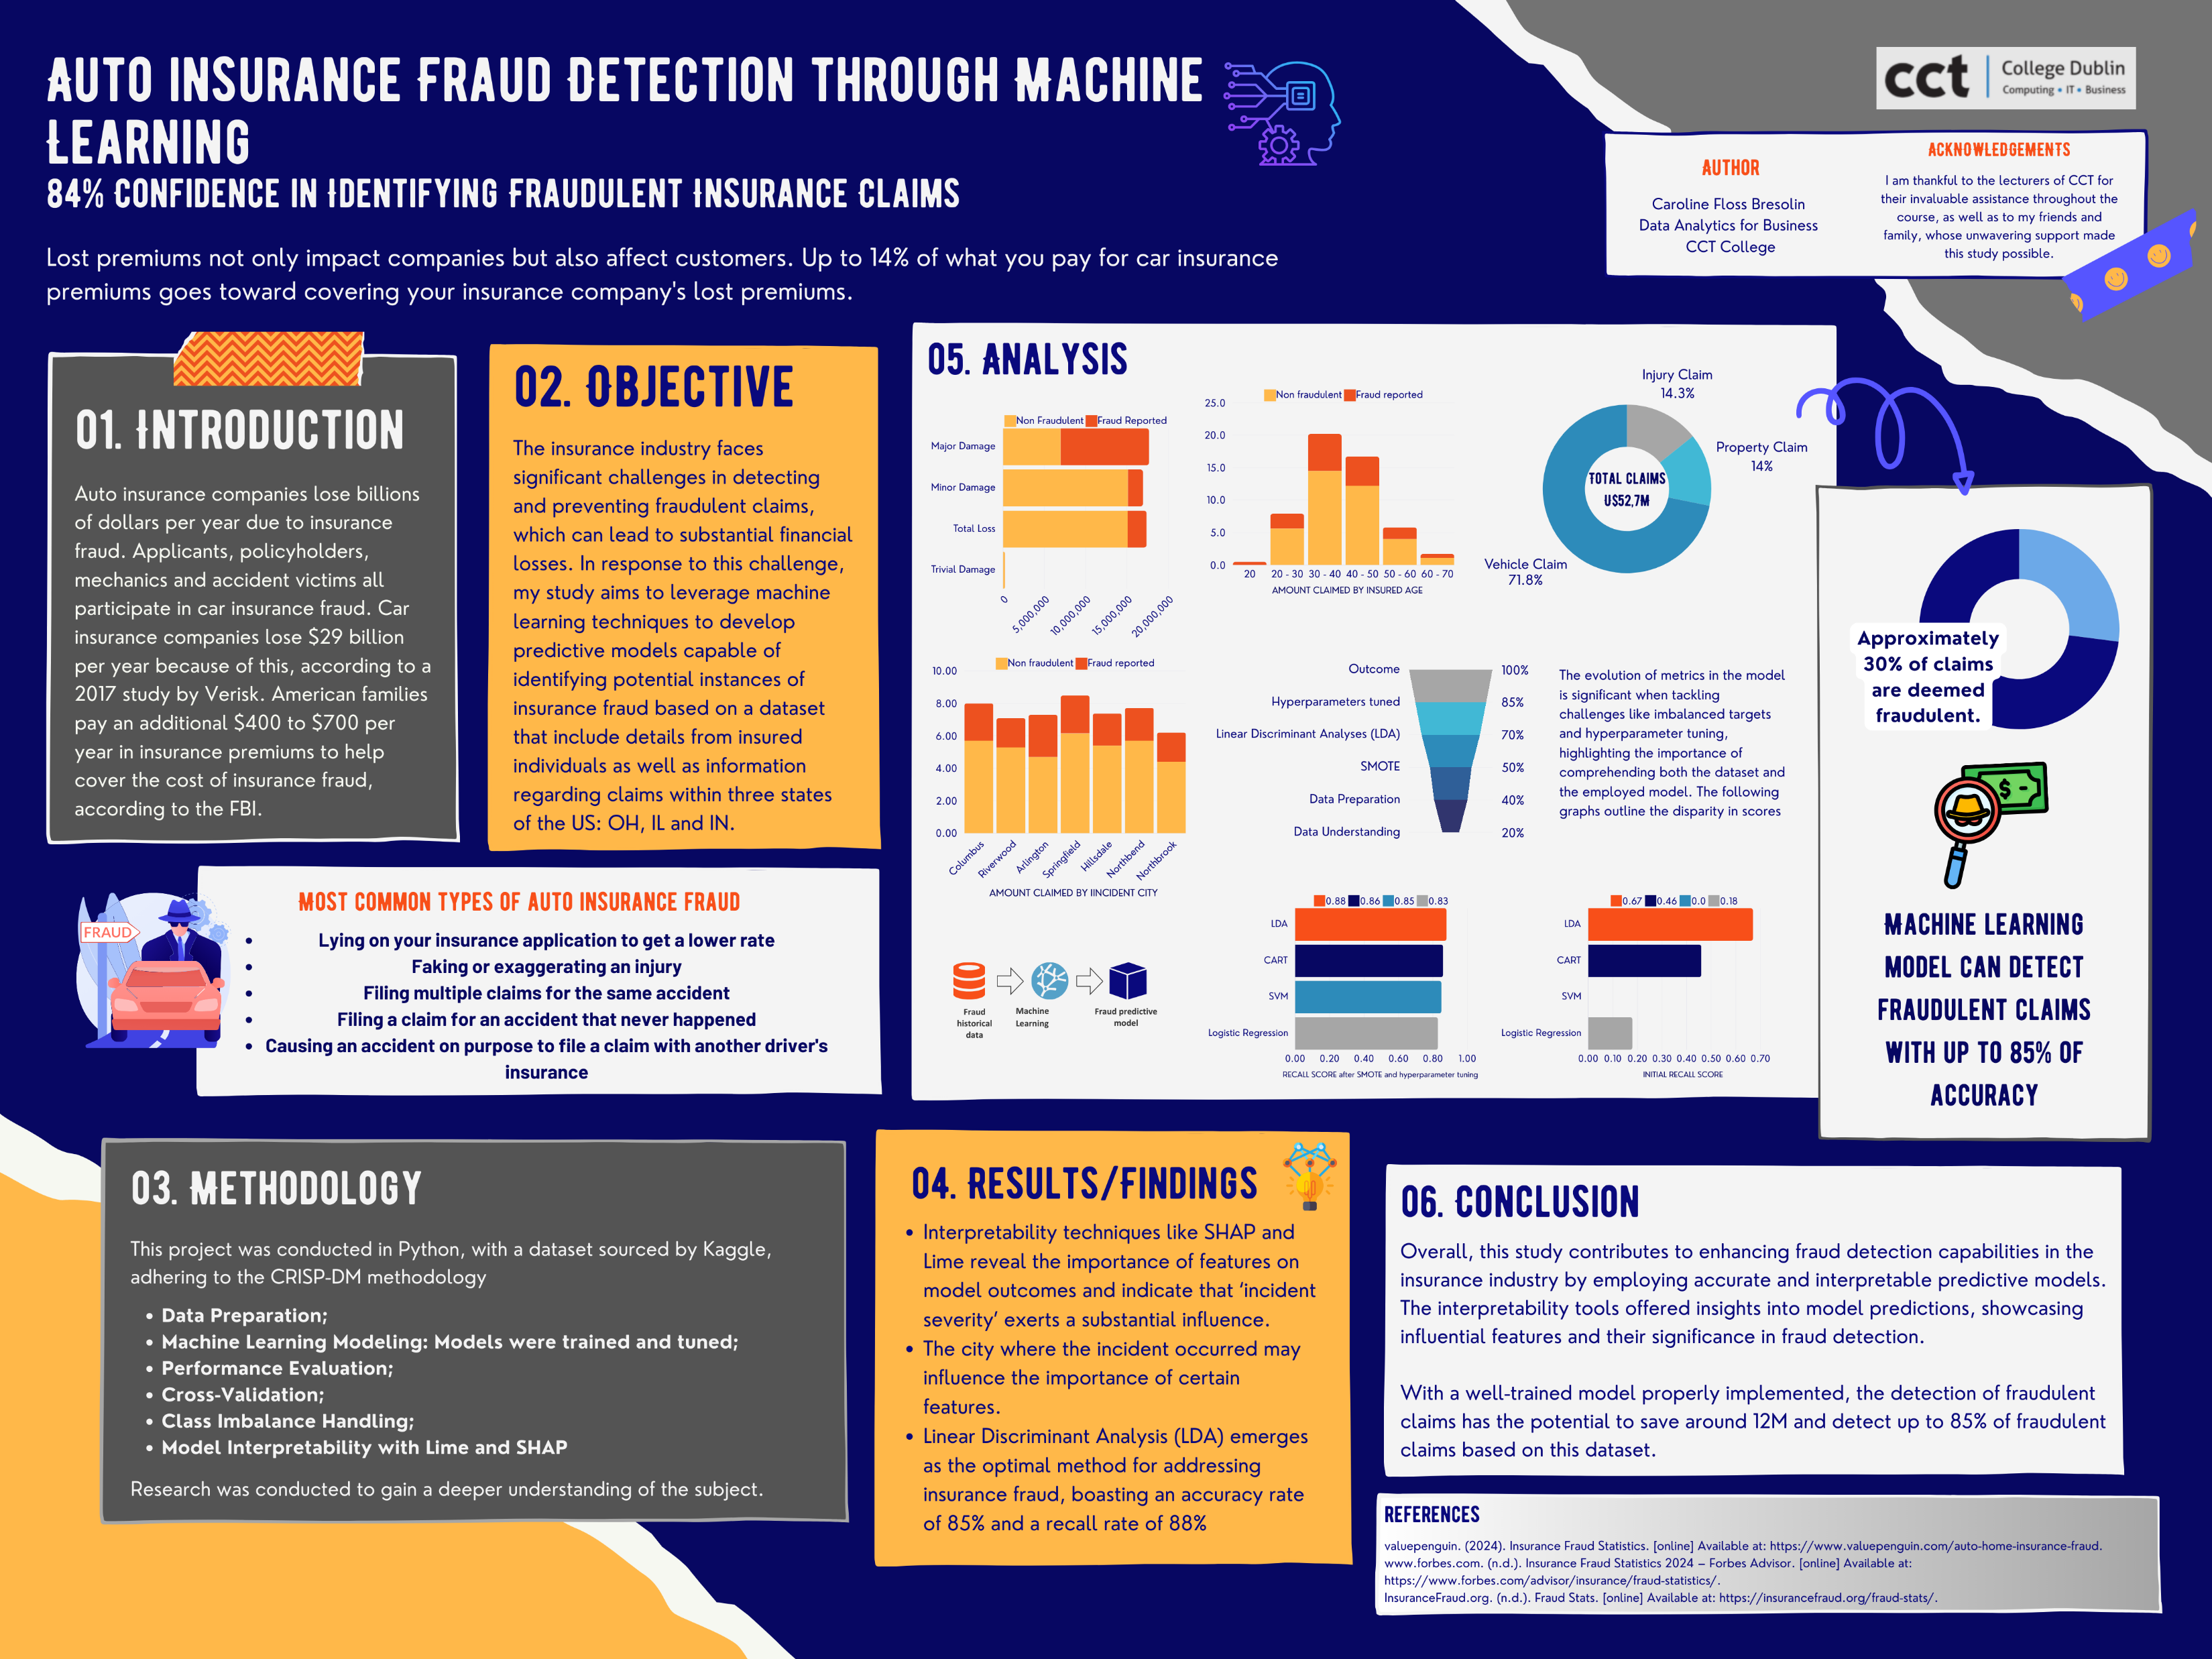 Auto Insurance Fraud Detection through Machine
Learning
84% Confidence in Identifying Fraudulent Insurance Claims
Lost premiums not only impact companies but also affect customers. Up to 14% of what you pay for car insurance
premiums goes toward covering your insurance company's lost premiums.
cct
College Dublin
Computing • IT • Business
AUTHOR
Caroline Floss Bresolin
Data Analytics for Business
CCT College
ACKNOWLEDGEMENTS
I am thankful to the lecturers of CCT for
their invaluable assistance throughout the
course, as well as to my friends and
family, whose unwavering support made
this study possible.
01. Introduction
Auto insurance companies lose billions
of dollars per year due to insurance
fraud. Applicants, policyholders,
mechanics and accident victims all
participate in car insurance fraud. Car
insurance companies lose $29 billion
per year because of this, according to a
2017 study by Verisk. American families
pay an additional $400 to $700 per
year in insurance premiums to help
cover the cost of insurance fraud,
according to the FBI.
02. Objective
The insurance industry faces
significant challenges in detecting
and preventing fraudulent claims,
which can lead to substantial financial
losses. In response to this challenge,
my study aims to leverage machine
learning techniques to develop
predictive models capable of
identifying potential instances of
insurance fraud based on a dataset
that include details from insured
individuals as well as information
regarding claims within three states
of the US: OH, IL and IN.
FRAUD
Most common types of auto insurance fraud
• Lying on your insurance application to get a lower rate
• Faking or exaggerating an injury
• Filing multiple claims for the same accident
• Filing a claim for an accident that never happened
• Causing an accident on purpose to file a claim with another driver's
insurance
03. Methodology
This project was conducted in Python, with a dataset sourced by Kaggle,
adhering to the CRISP-DM methodology
• Data Preparation;
• Machine Learning Modeling: Models were trained and tuned;
• Performance Evaluation;
• Cross-Validation;
• Class Imbalance Handling;
• Model Interpretability with Lime and SHAP
Research was conducted to gain a deeper understanding of the subject.
04. Results/Findings
• Interpretability techniques like SHAP and
Lime reveal the importance of features on
model outcomes and indicate that ‘incident
severity’ exerts a substantial influence.
• The city where the incident occurred may
influence the importance of certain
features.
• Linear Discriminant Analysis (LDA) emerges
as the optimal method for addressing
insurance fraud, boasting an accuracy rate
of 85% and a recall rate of 88%
05. Analysis
Non Fraudulent Fraud Reported
Major Damage
Minor Damage
Total Loss
Trivial Damage
0 5,000,000 10,000,000 15,000,000 20,000,000
Non fraudulent Fraud reported
25.0
20.0
15.0
10.0
5.0
0.0
20 20 - 30 30 - 40 40 - 50 50 - 60 60 - 70
AMOUNT CLAIMED BY INSURED AGE
Injury Claim
14.3%
Property Claim
14%
TOTAL CLAIMS
U$52,7M
Vehicle Claim
71.8%
Non fraudulent Fraud reported
10.00
8.00
6.00
4.00
2.00
0.00
Columbus Riverwood Arlington Springfield Hillsdale Northbend Northbrook
AMOUNT CLAIMED BY IINCIDENT CITY
Outcome 100%
Hyperparameters tuned 85%
Linear Discriminant Analyses (LDA) 70%
SMOTE 50%
Data Preparation 40%
Data Understanding 20%
The evolution of metrics in the model
is significant when tackling
challenges like imbalanced targets
and hyperparameter tuning,
highlighting the importance of
comprehending both the dataset and
the employed model. The following
graphs outline the disparity in scores
Fraud
historical
data
Machine
Learning
Fraud predictive
model
0.88 0.86 0.85 0.83
LDA
CART
SVM
Logistic Regression
0.00 0.20 0.40 0.60 0.80 1.00
RECALL SCORE after SMOTE and hyperparameter tuning
0.67 0.46 0.0 0.18
LDA
CART
SVM
Logistic Regression
0.00 0.10 0.20 0.30 0.40 0.50 0.60 0.70
INITIAL RECALL SCORE
Approximately
30% of claims
are deemed
fraudulent.
$
Machine learning
model can detect
fraudulent claims
with up to 85% of
accuracy
06. Conclusion
Overall, this study contributes to enhancing fraud detection capabilities in the
insurance industry by employing accurate and interpretable predictive models.
The interpretability tools offered insights into model predictions, showcasing
influential features and their significance in fraud detection.
With a well-trained model properly implemented, the detection of fraudulent
claims has the potential to save around 12M and detect up to 85% of fraudulent
claims based on this dataset.
REFERENCES
valuepenguin. (2024). Insurance Fraud Statistics. [online] Available at: https://www.valuepenguin.com/auto-home-insurance-fraud.
www.forbes.com. (n.d.). Insurance Fraud Statistics 2024 – Forbes Advisor. [online] Available at:
https://www.forbes.com/advisor/insurance/fraud-statistics/.
InsuranceFraud.org. (n.d.). Fraud Stats. [online] Available at: https://insurancefraud.org/fraud-stats/.